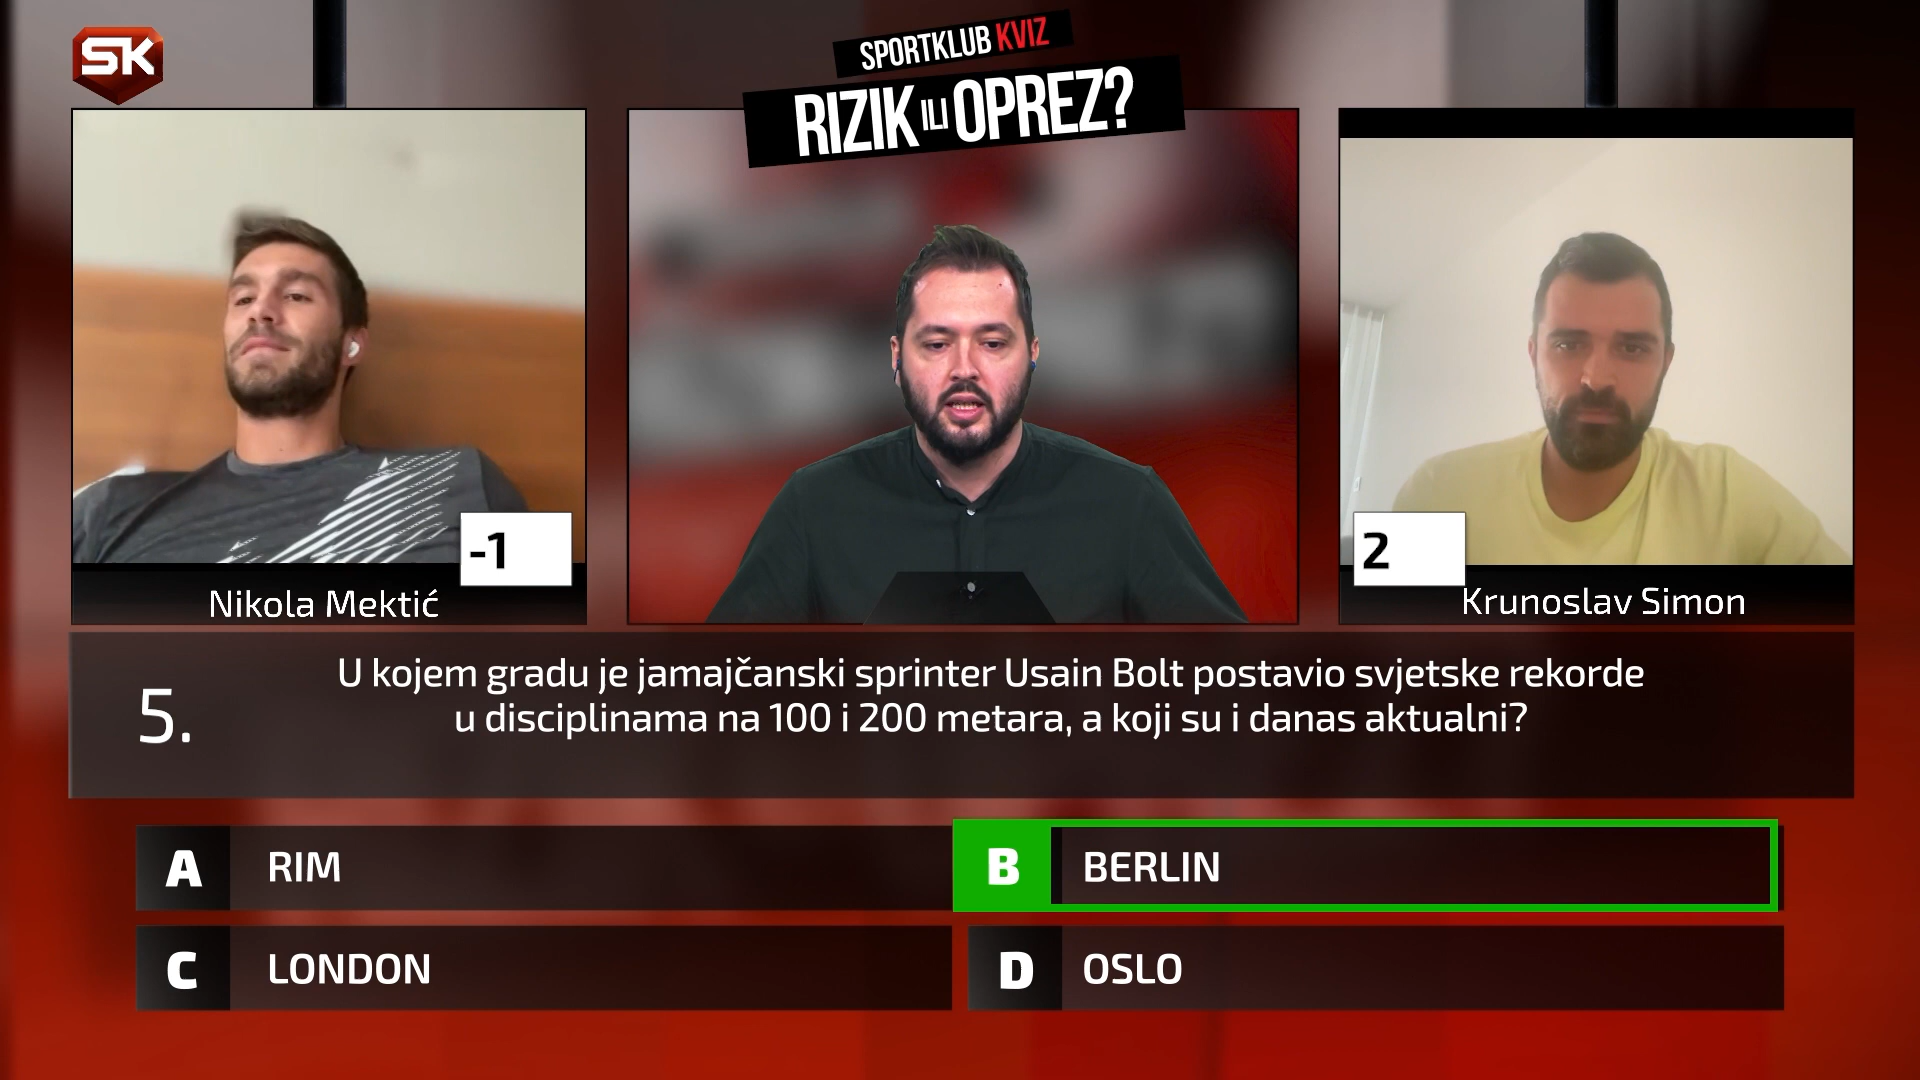 SK
SPORTKLUB KVIZ
RIZIK ILI OPREZ?
-1
Nikola Mektić
2
Krunoslav Simon
5.
U kojem gradu je jamajčanski sprinter Usain Bolt postavio svjetske rekorde
u disciplinama na 100 i 200 metara, a koji su i danas aktualni?
A RIM
B BERLIN
C LONDON
D OSLO